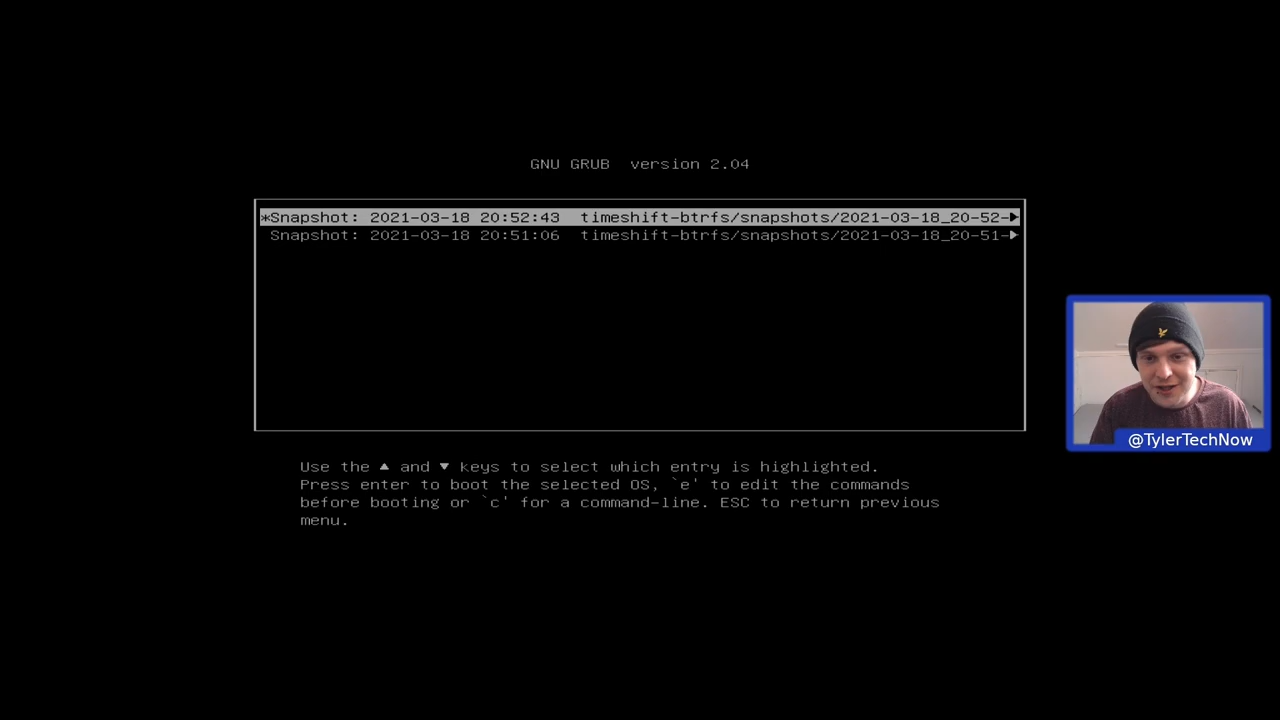 GNU GRUB  version 2.04
*Snapshot: 2021-03-18 20:52:43  timeshift-btrfs/snapshots/2021-03-18_20-52-▶
Snapshot: 2021-03-18 20:51:06  timeshift-btrfs/snapshots/2021-03-18_20-51-▶
Use the ▲ and ▼ keys to select which entry is highlighted.
Press enter to boot the selected OS, `e' to edit the commands
before booting or `c' for a command-line. ESC to return previous
menu.
@TylerTechNow